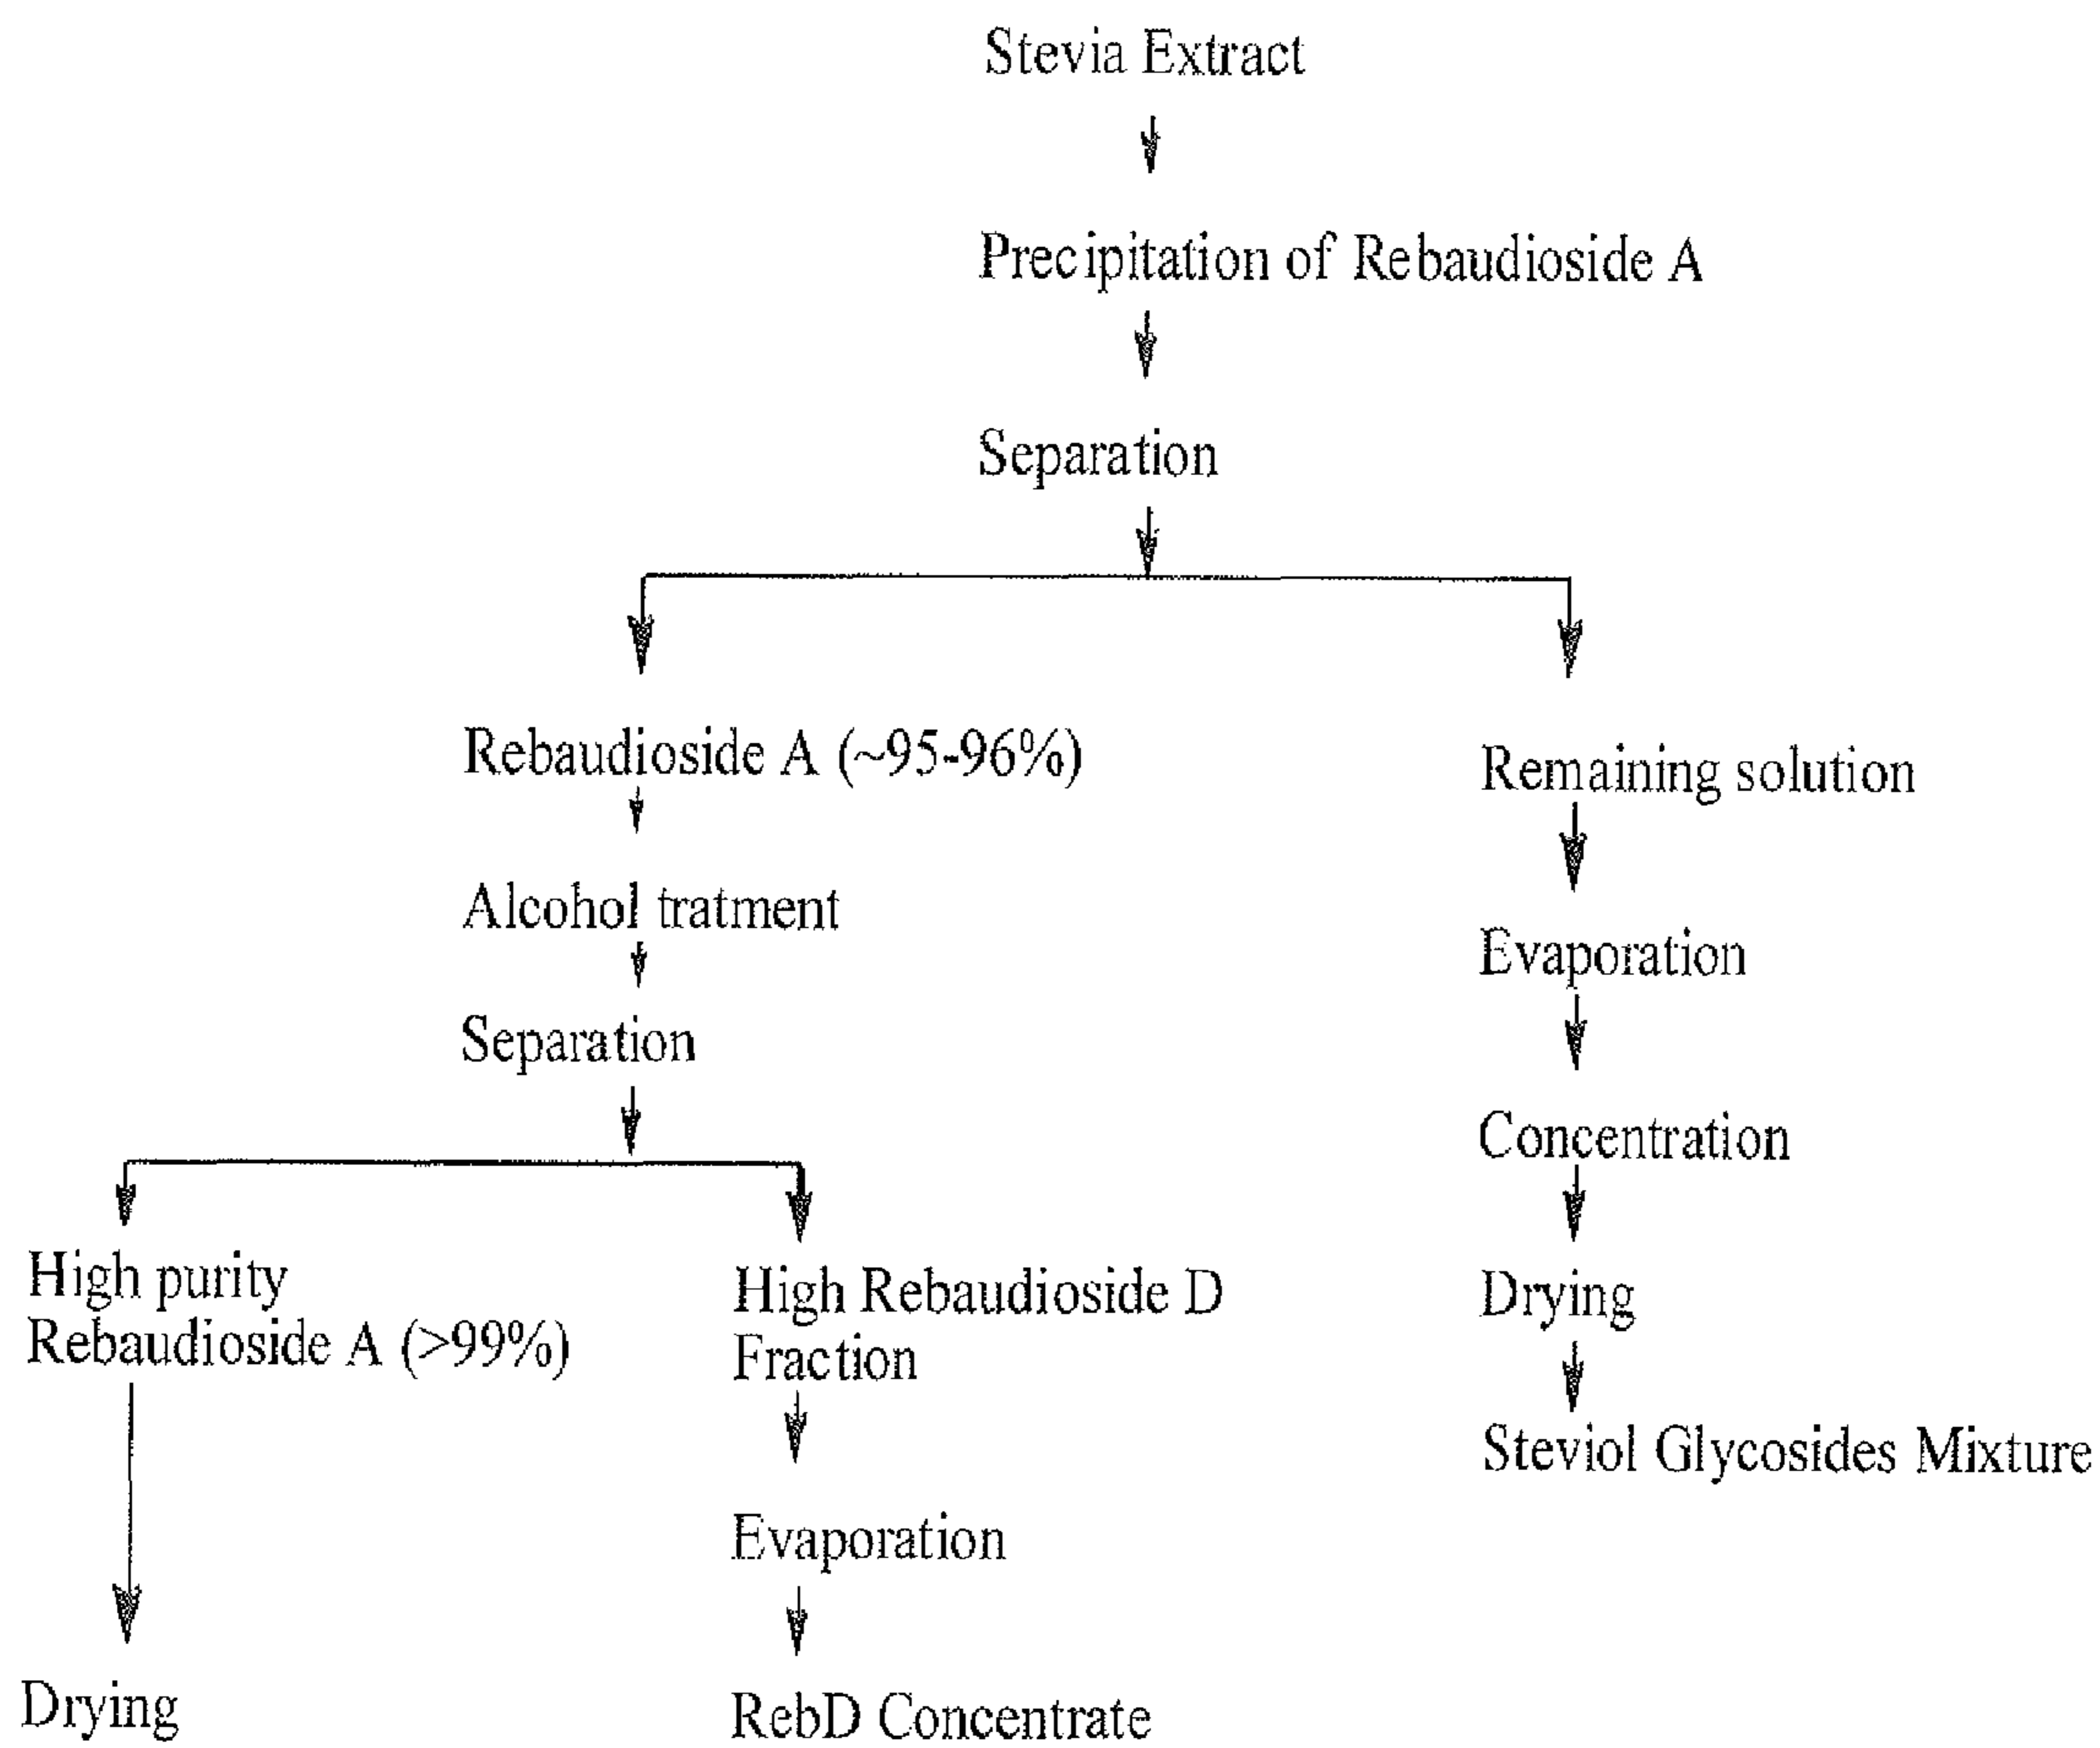 Stevia Extract
Precipitation of Rebaudioside A
Separation
Rebaudioside A (~95-96%)
Alcohol tratment
Separation
High purity
Rebaudioside A (>99%)
Drying
High Rebaudioside D
Fraction
Evaporation
RebD Concentrate
Remaining solution
Evaporation
Concentration
Drying
Steviol Glycosides Mixture